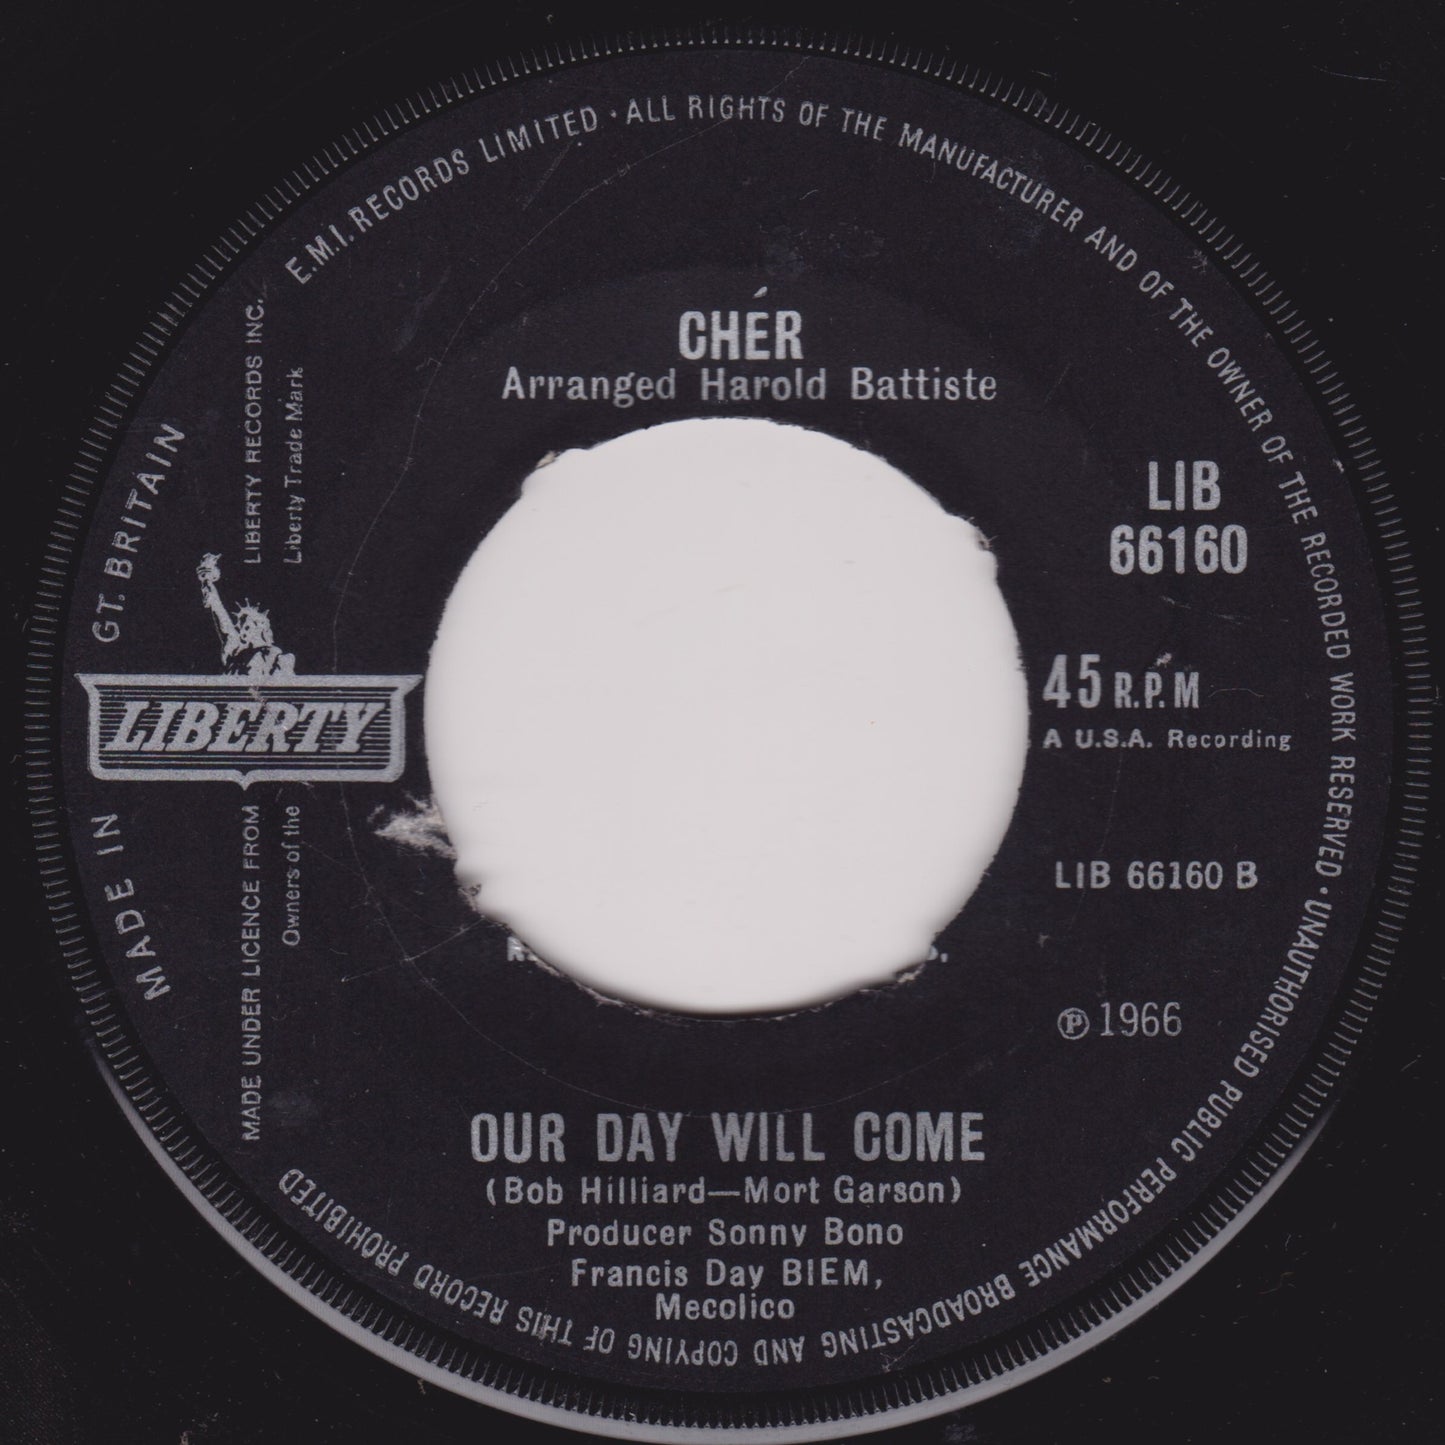 E.M.I. RECORDS LIMITED · ALL RIGHTS OF THE MANUFACTURER AND OF THE OWNER OF THE RECORDED WORK RESERVED · UNAUTHORISED PUBLIC PERFORMANCE BROADCASTING AND COPYING OF THIS RECORD PROHIBITED
MADE IN GT. BRITAIN
CHÉR
Arranged Harold Battiste
LIBERTY RECORDS INC.
Liberty Trade Mark
LIBERTY
MADE UNDER LICENCE FROM
Owners of the
LIB
66160
45 R.P.M
A U.S.A. Recording
LIB 66160 B
Ⓟ 1966
OUR DAY WILL COME
(Bob Hilliard—Mort Garson)
Producer Sonny Bono
Francis Day BIEM,
Mecolico